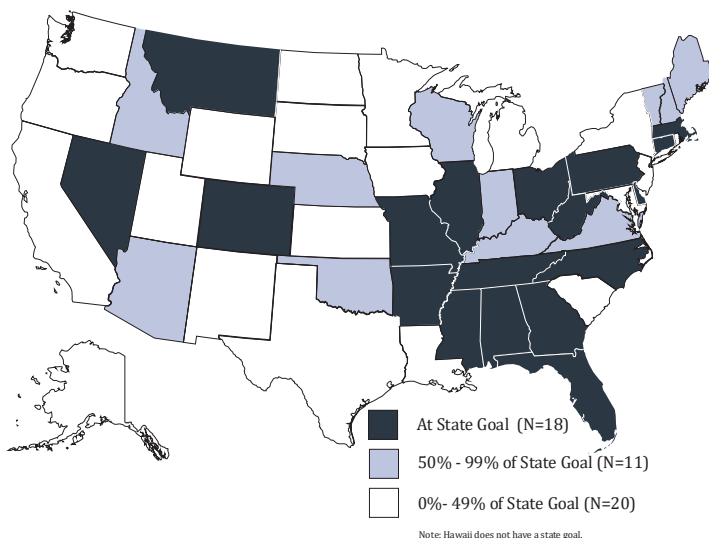 At State Goal (N=18)
50% - 99% of State Goal (N=11)
0%- 49% of State Goal (N=20)
Note: Hawaii does not have a state goal.